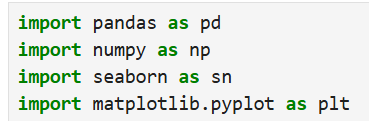 import pandas as pd
import numpy as np
import seaborn as sn
import matplotlib.pyplot as plt